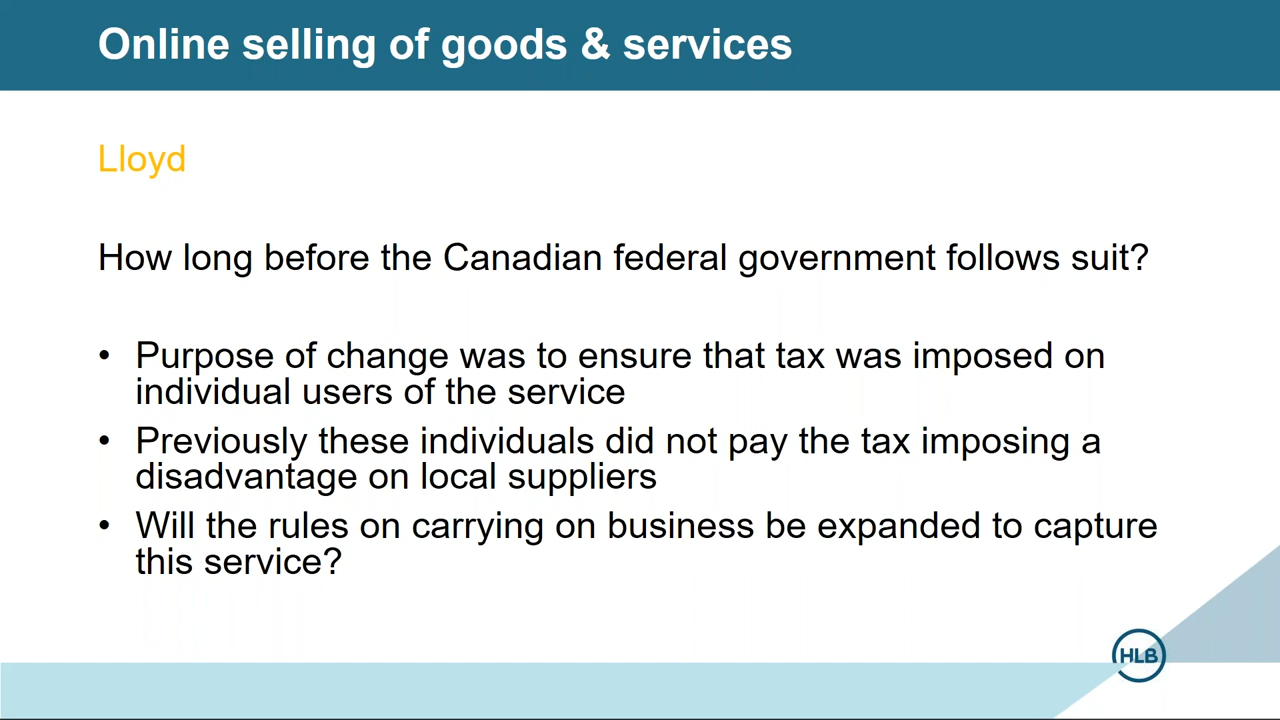 Online selling of goods & services
Lloyd
How long before the Canadian federal government follows suit?
• Purpose of change was to ensure that tax was imposed on
individual users of the service
• Previously these individuals did not pay the tax imposing a
disadvantage on local suppliers
• Will the rules on carrying on business be expanded to capture
this service?
HLB